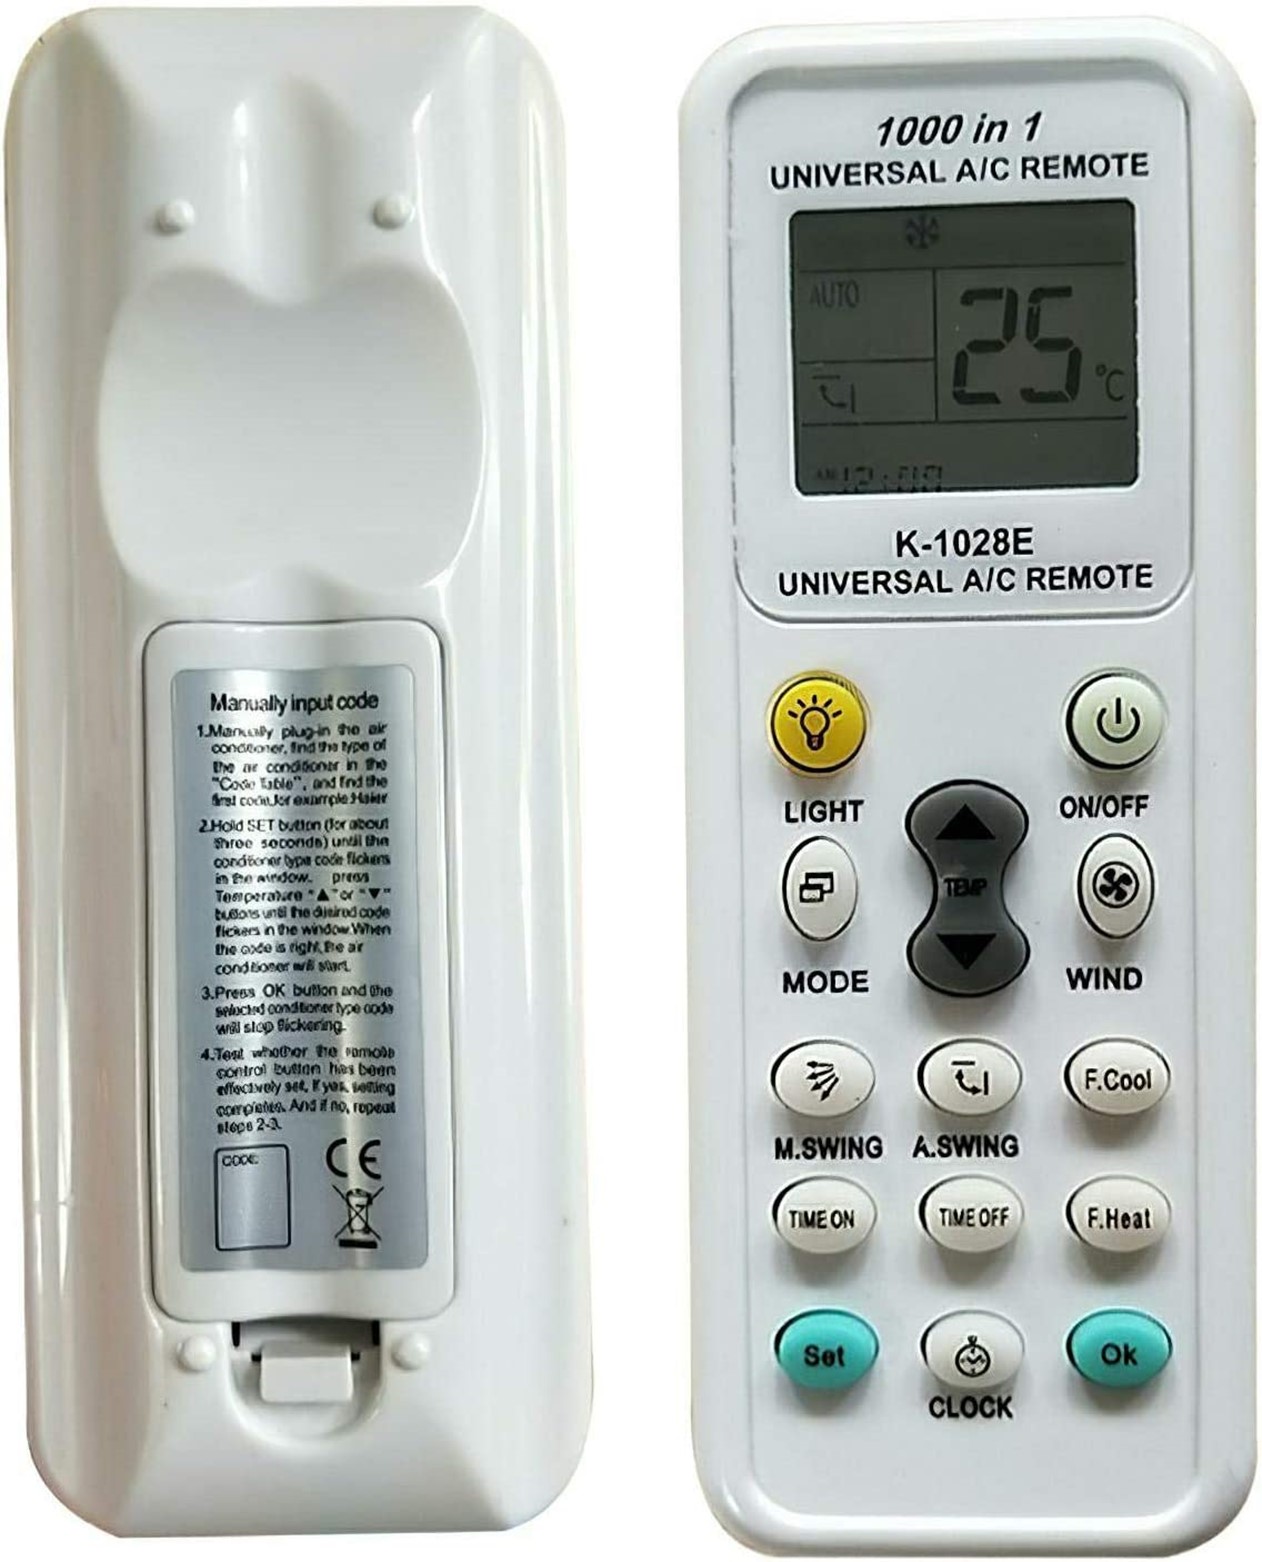 Manually input code
1.Manually plug-in the air
conditioner, find the type of
the air conditioner in the
"Code Table", and find the
first code,for example:Haier
2.Hold SET button (for about
three seconds) until the
conditioner type code flickers
in the window. press
Temperature "▲" or "▼"
buttons until the desired code
flickers in the window.When
the code is right, the air
conditioner will start.
3.Press OK button and the
selected conditioner type code
will stop flickering.
4.Test whether the remote
control button has been
effectively set, if yes, setting
completes. And if no, repeat
steps 2-3.
CODE:
CE
1000 in 1
UNIVERSAL A/C REMOTE
AUTO
25 °C
AM 12:00
K-1028E
UNIVERSAL A/C REMOTE
LIGHT
ON/OFF
TEMP
MODE
WIND
F.Cool
M.SWING
A.SWING
TIME ON
TIME OFF
F.Heat
Set
Ok
CLOCK